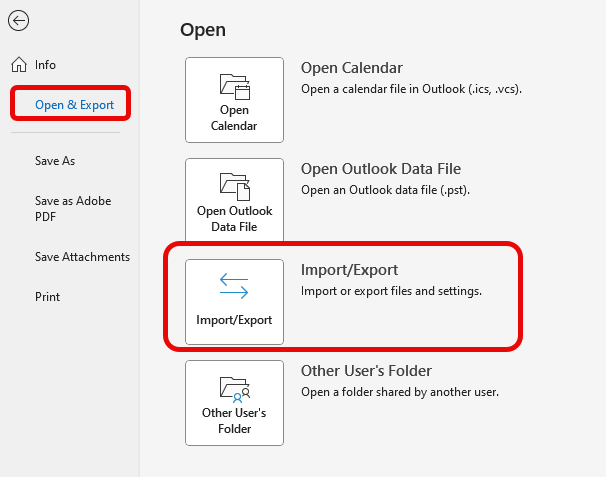 Open
Info
Open & Export
Save As
Save as Adobe
PDF
Save Attachments
Print
Open
Calendar
Open Calendar
Open a calendar file in Outlook (.ics, .vcs).
Open Outlook
Data File
Open Outlook Data File
Open an Outlook data file (.pst).
Import/Export
Import/Export
Import or export files and settings.
Other User's
Folder
Other User's Folder
Open a folder shared by another user.